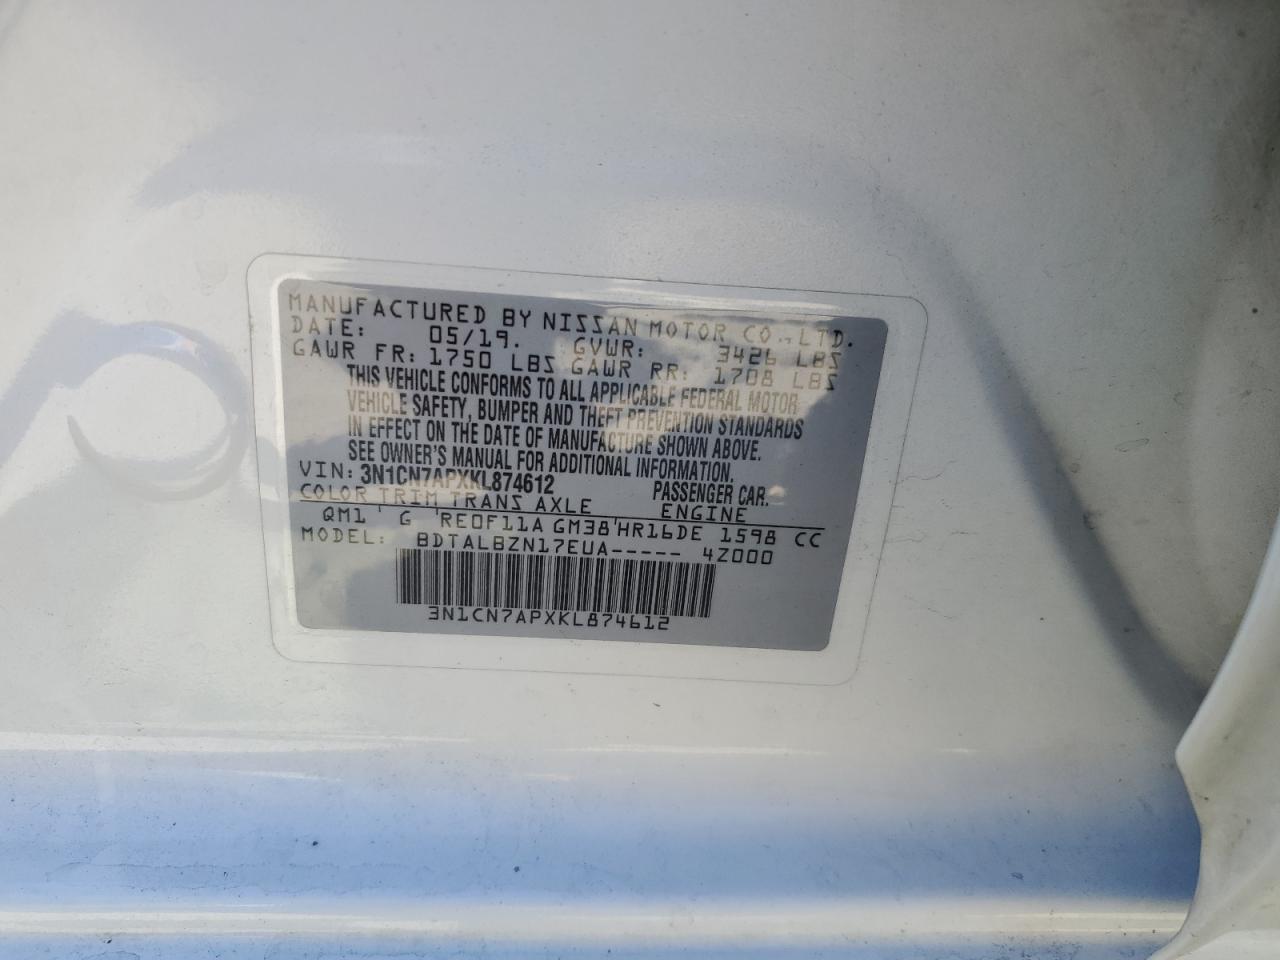 MANUFACTURED BY NISSAN MOTOR CO., LTD.
DATE: 05/19. GVWR: 3426 LBS
GAWR FR: 1750 LBS GAWR RR: 1708 LBS
THIS VEHICLE CONFORMS TO ALL APPLICABLE FEDERAL MOTOR
VEHICLE SAFETY, BUMPER AND THEFT PREVENTION STANDARDS
IN EFFECT ON THE DATE OF MANUFACTURE SHOWN ABOVE.
SEE OWNER'S MANUAL FOR ADDITIONAL INFORMATION.
VIN: 3N1CN7APXKL874612 PASSENGER CAR.
COLOR TRIM TRANS AXLE ENGINE
QM1 ' G 'RE0F11A GM38'HR16DE 1598 CC
MODEL: BDTALBZN17EUA----- 4Z000
3N1CN7APXKL874612